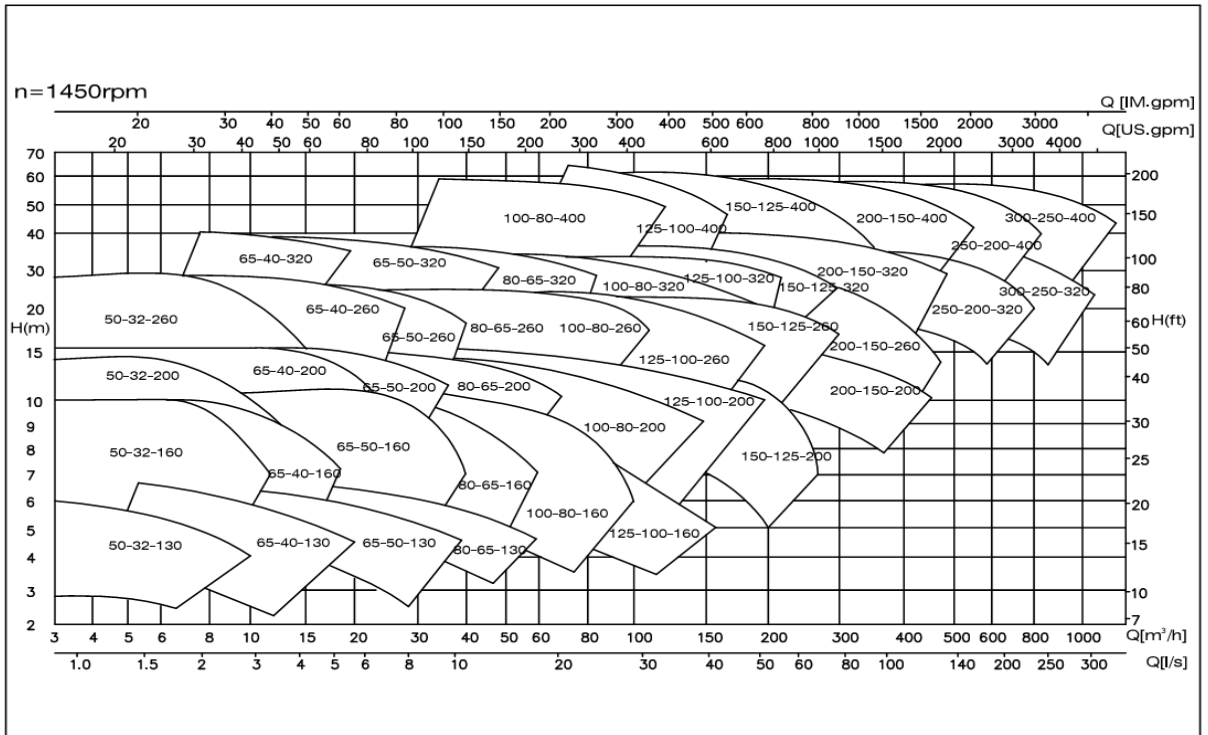 n=1450rpm
Q [IM.gpm]
20 30 40 50 60 80 100 150 200 300 400 500 600 800 1000 1500 2000 3000
Q[US.gpm]
20 30 40 50 60 80 100 150 200 300 400 600 800 1000 1500 2000 3000 4000
70
60 200
50 150
40
30 100
80
20
H(m) 60 H(ft)
15 50
40
10
9 30
8
25
7
6 20
5
15
4
3 10
2 7
100-80-400 125-100-400 150-125-400 200-150-400 250-200-400 300-250-400
65-40-320 65-50-320 80-65-320 100-80-320 125-100-320 150-125-320 200-150-320 250-200-320 300-250-320
50-32-260 65-40-260 65-50-260 80-65-260 100-80-260 125-100-260 150-125-260 200-150-260
50-32-200 65-40-200 65-50-200 80-65-200 100-80-200 125-100-200 150-125-200 200-150-200
50-32-160 65-40-160 65-50-160 80-65-160 100-80-160 125-100-160
50-32-130 65-40-130 65-50-130 80-65-130
3 4 5 6 8 10 15 20 30 40 50 60 80 100 150 200 300 400 500 600 800 1000 Q[m³/h]
1.0 1.5 2 3 4 5 6 8 10 20 30 40 50 60 80 100 140 200 250 300 Q[l/s]